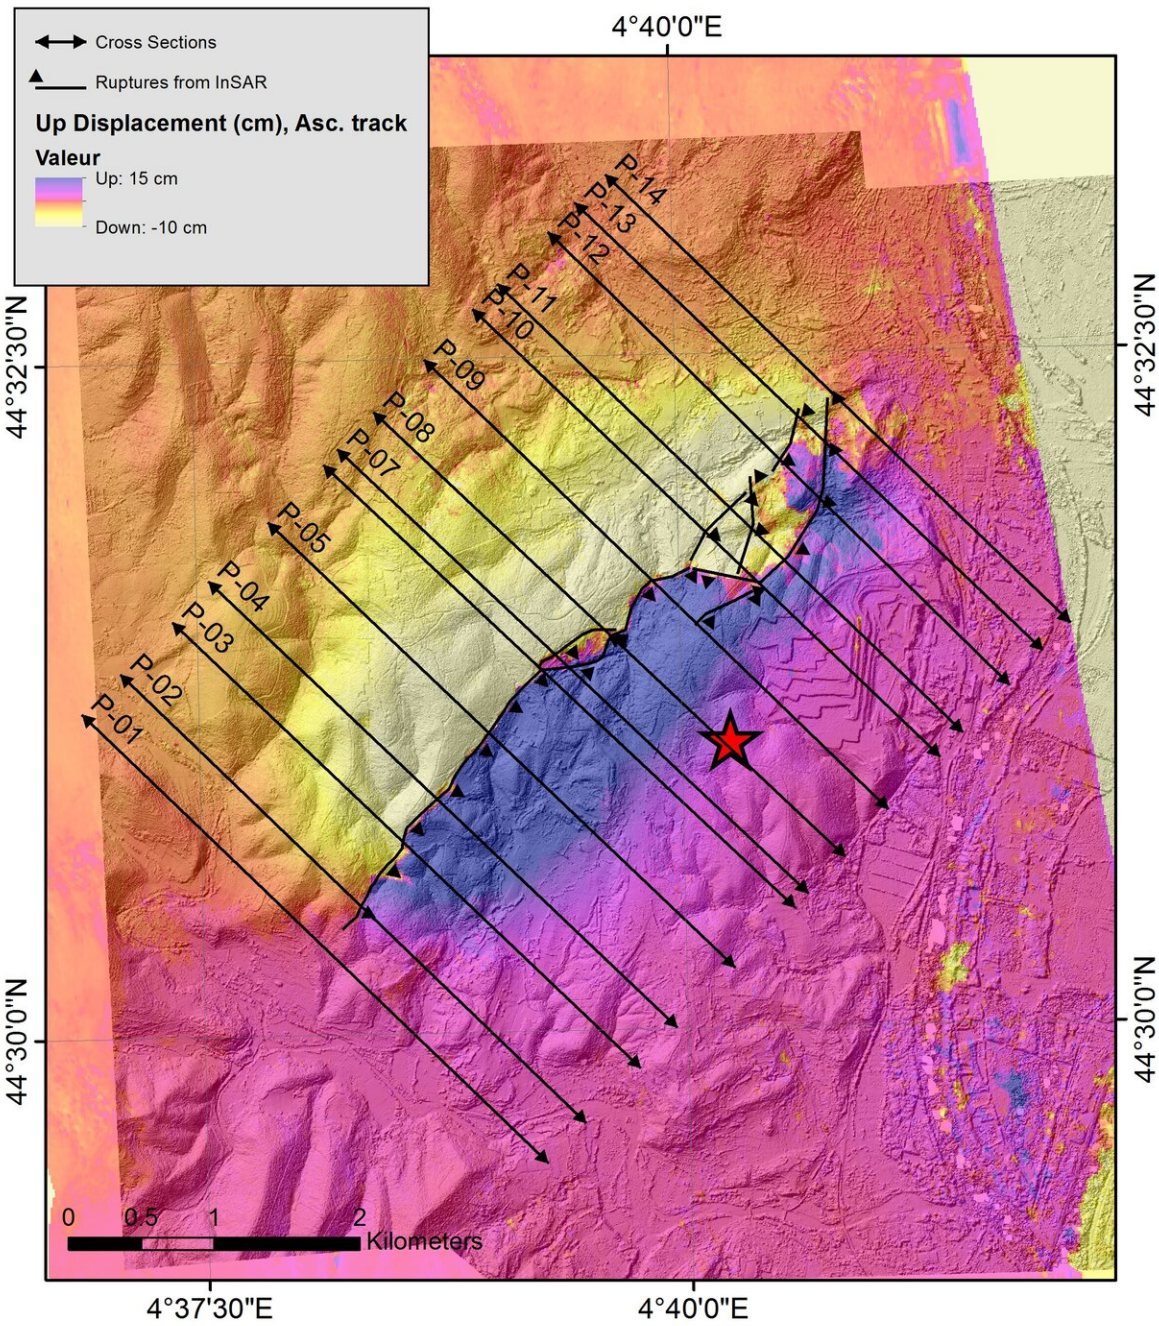 4°40'0"E
Cross Sections
Ruptures from InSAR
Up Displacement (cm), Asc. track
Valeur
Up: 15 cm
Down: -10 cm
P-14
P-13
P-12
P-11
P-10
P-09
P-08
P-07
P-05
P-04
P-03
P-02
P-01
44°32'30"N
44°32'30"N
44°30'0"N
44°30'0"N
0 0.5 1 2
Kilometers
4°37'30"E 4°40'0"E